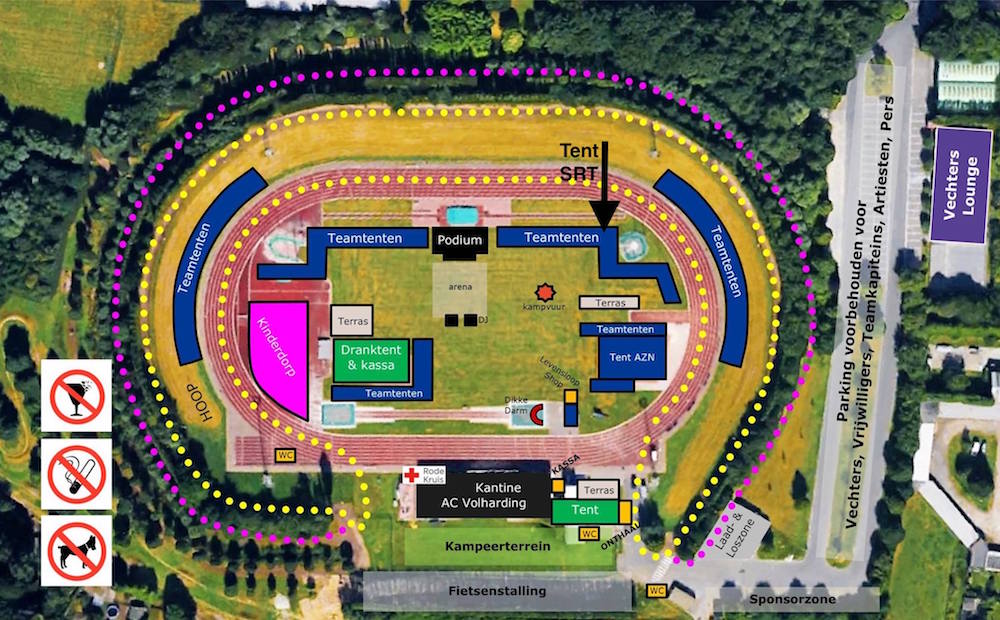 Tent
SRT
Teamtenten
Podium
Teamtenten
Teamtenten
Teamtenten
arena
kampvuur
DJ
Terras
Terras
Teamtenten
Kinderdorp
Dranktent
& kassa
Tent AZN
Levensloop
Shop
Teamtenten
Dikke
Darm
HOOP
WC
Rode
Kruis
KASSA
Kantine
AC Volharding
Terras
Tent
WC
ONTHAAL
Kampeerterrein
Laad- &
Loszone
Fietsenstalling
WC
Sponsorzone
Parking voorbehouden voor
Vechters, Vrijwilligers, Teamkapiteins, Artiesten, Pers
Vechters
Lounge